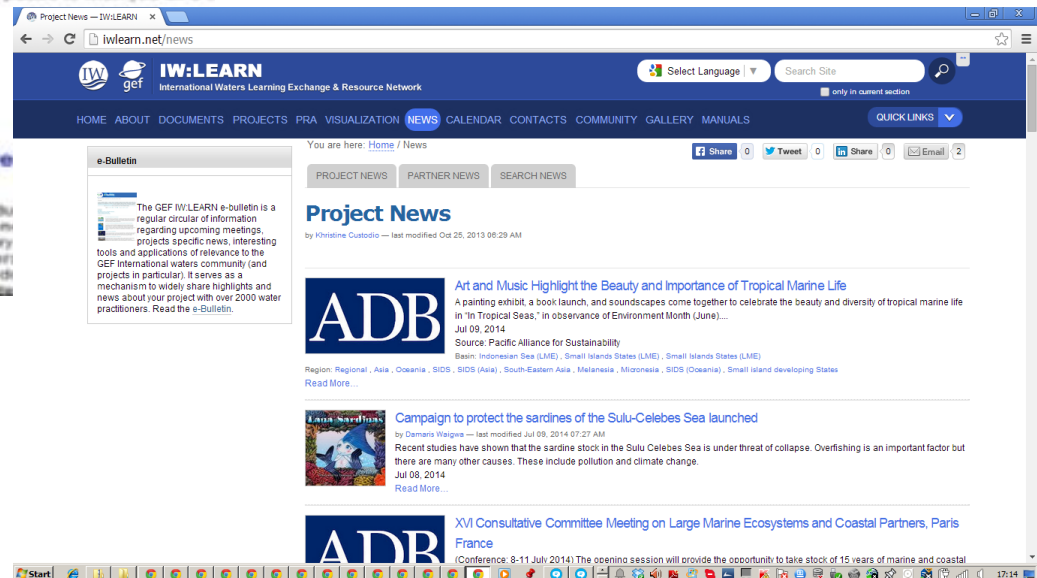 Project News — IW:LEARN
iwlearn.net/news
IW
gef
IW:LEARN
International Waters Learning Exchange & Resource Network
Select Language
Search Site
only in current section
HOME ABOUT DOCUMENTS PROJECTS PRA VISUALIZATION NEWS CALENDAR CONTACTS COMMUNITY GALLERY MANUALS
QUICK LINKS
e-Bulletin
The GEF IW:LEARN e-bulletin is a
regular circular of information
regarding upcoming meetings,
projects specific news, interesting
tools and applications of relevance to the
GEF International waters community (and
projects in particular). It serves as a
mechanism to widely share highlights and
news about your project with over 2000 water
practitioners. Read the e-Bulletin.
You are here: Home / News
Share 0 Tweet 0 Share 0 Email 2
PROJECT NEWS PARTNER NEWS SEARCH NEWS
Project News
by Khristine Custodio — last modified Oct 25, 2013 06:29 AM
ADB
Art and Music Highlight the Beauty and Importance of Tropical Marine Life
A painting exhibit, a book launch, and soundscapes come together to celebrate the beauty and diversity of tropical marine life
in “In Tropical Seas,” in observance of Environment Month (June)....
Jul 09, 2014
Source: Pacific Alliance for Sustainability
Basin: Indonesian Sea (LME) , Small Islands States (LME) , Small Islands States (LME)
Region: Regional , Asia , Oceania , SIDS , SIDS (Asia) , South-Eastern Asia , Melanesia , Micronesia , SIDS (Oceania) , Small island developing States
Read More…
Lana Sardinas
Campaign to protect the sardines of the Sulu-Celebes Sea launched
by Damaris Waigwa — last modified Jul 09, 2014 07:27 AM
Recent studies have shown that the sardine stock in the Sulu Celebes Sea is under threat of collapse. Overfishing is an important factor but
there are many other causes. These include pollution and climate change.
Jul 08, 2014
Read More…
ADB
XVI Consultative Committee Meeting on Large Marine Ecosystems and Coastal Partners, Paris
France
(Conference: 8-11 July 2014) The opening session will provide the opportunity to take stock of 15 years of marine and coastal
Start
17:14